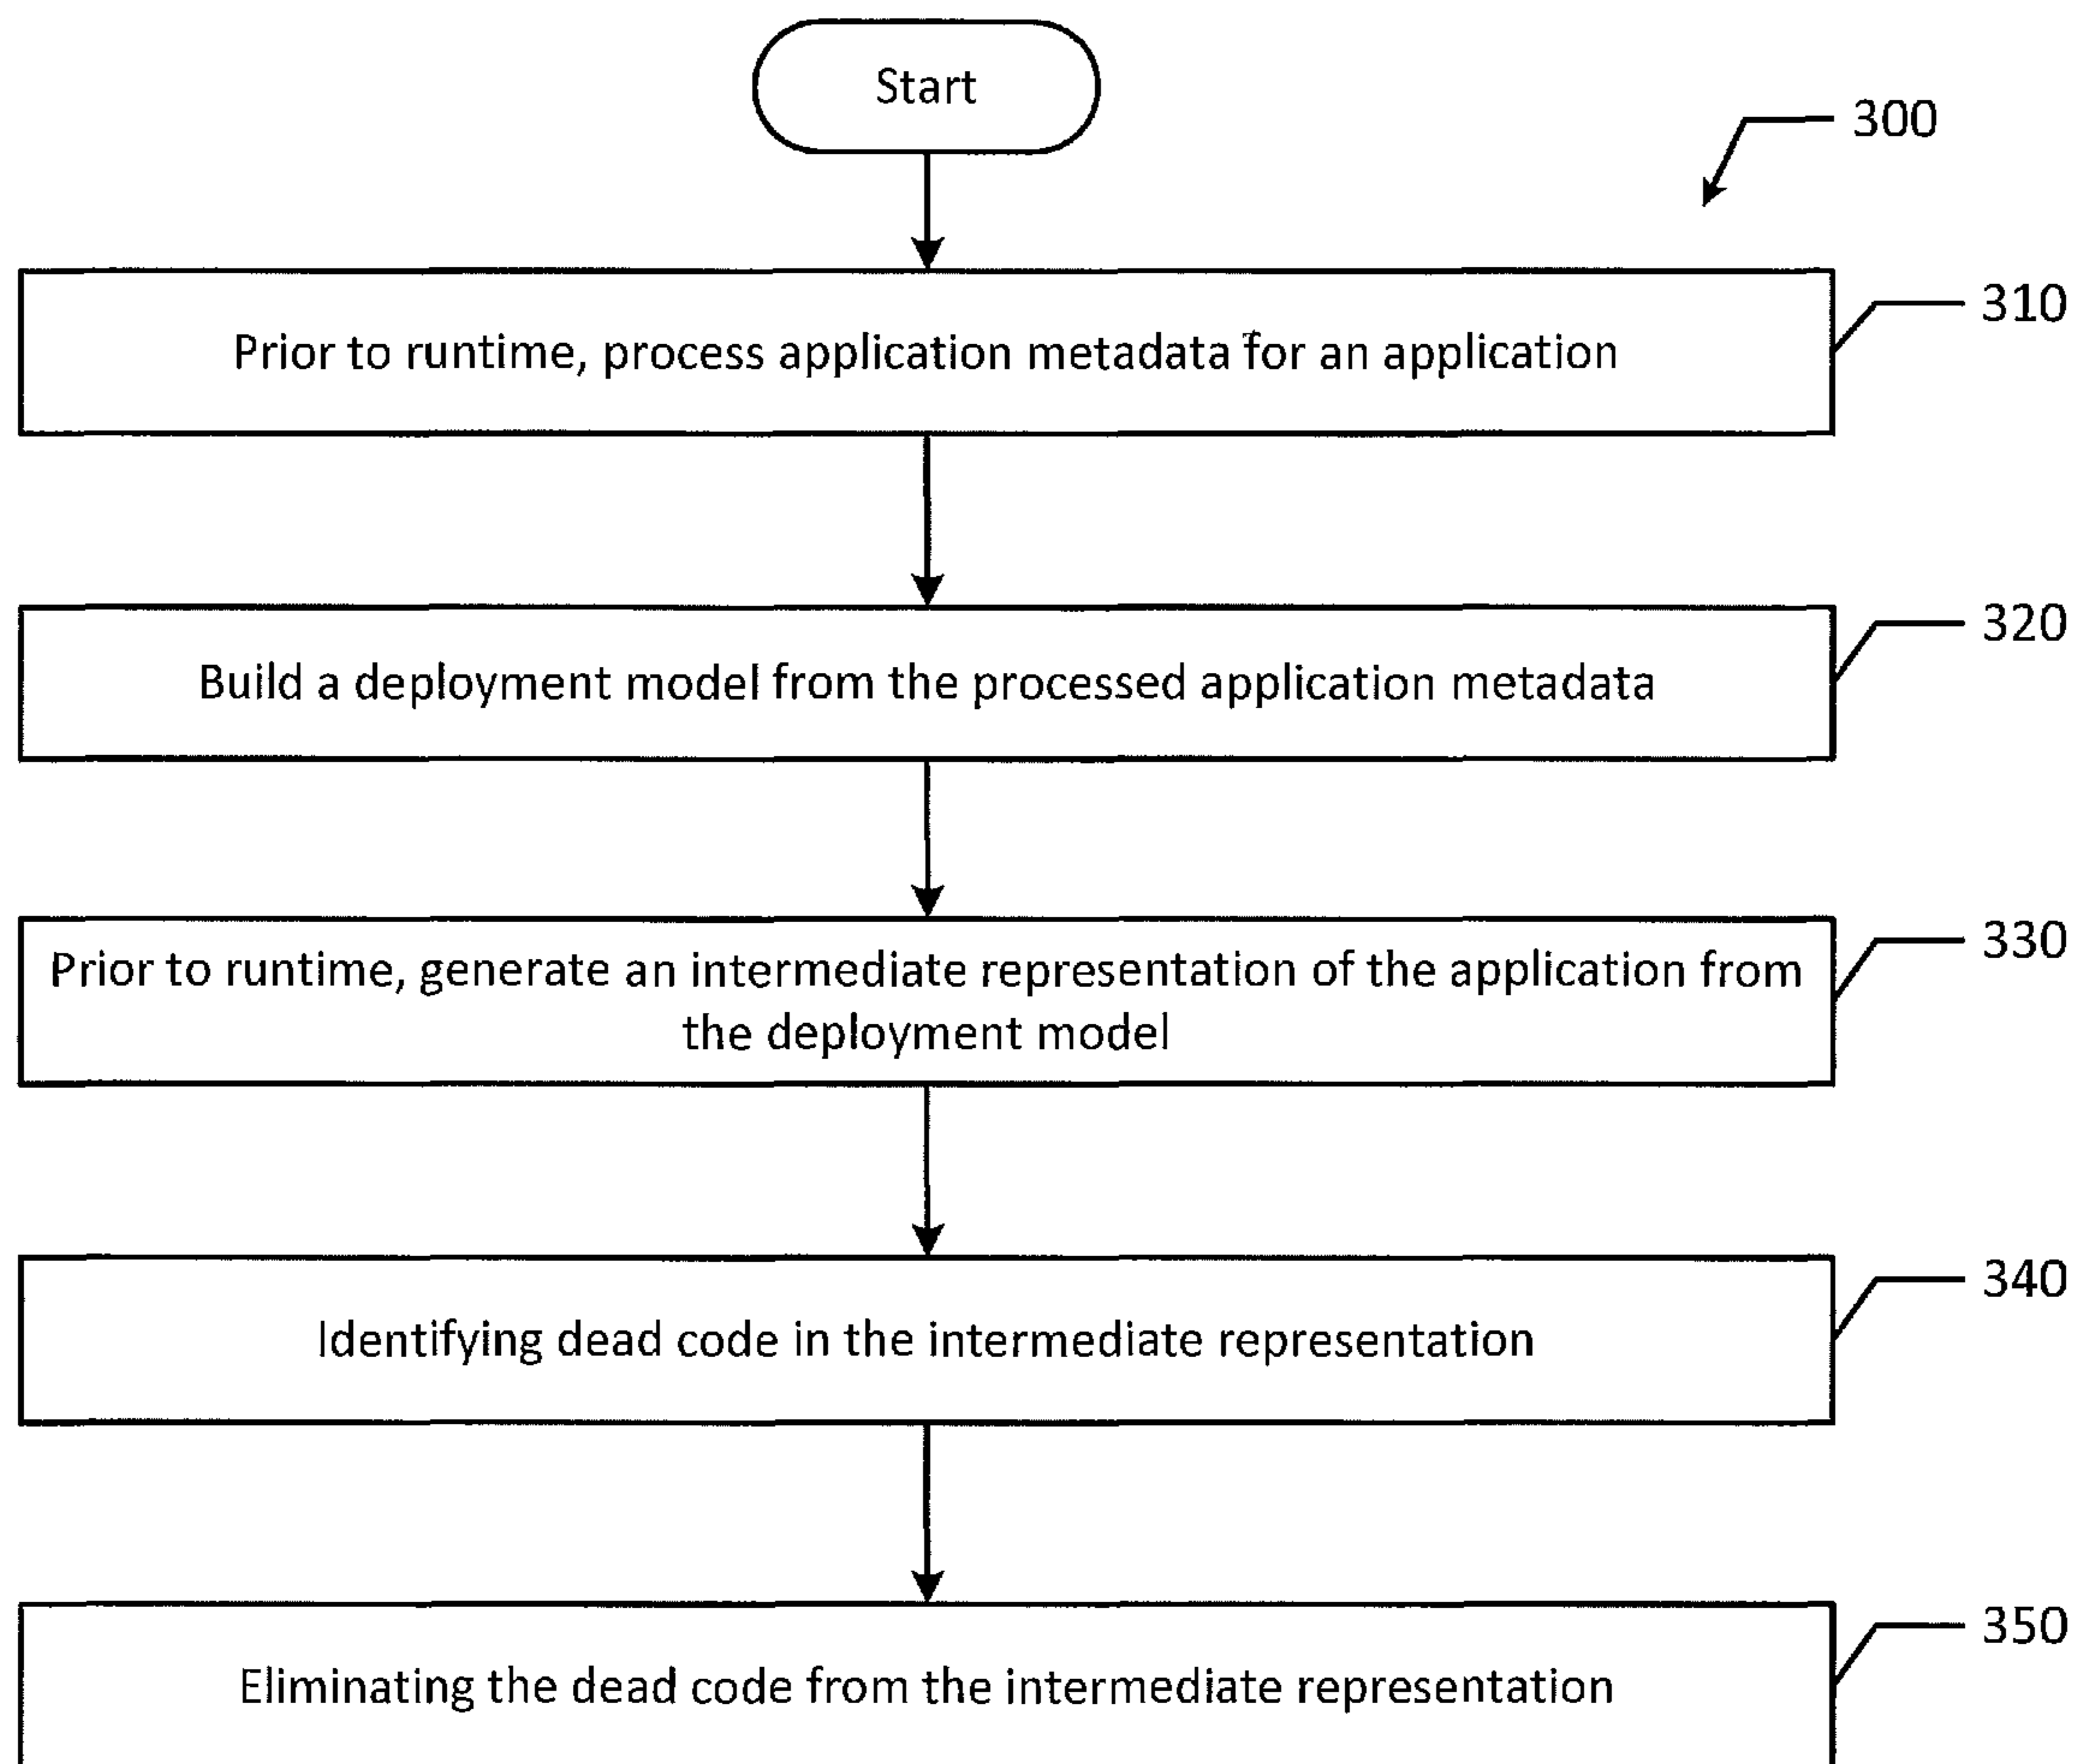 Start
300
310
Prior to runtime, process application metadata for an application
320
Build a deployment model from the processed application metadata
330
Prior to runtime, generate an intermediate representation of the application from
the deployment model
340
Identifying dead code in the intermediate representation
350
Eliminating the dead code from the intermediate representation